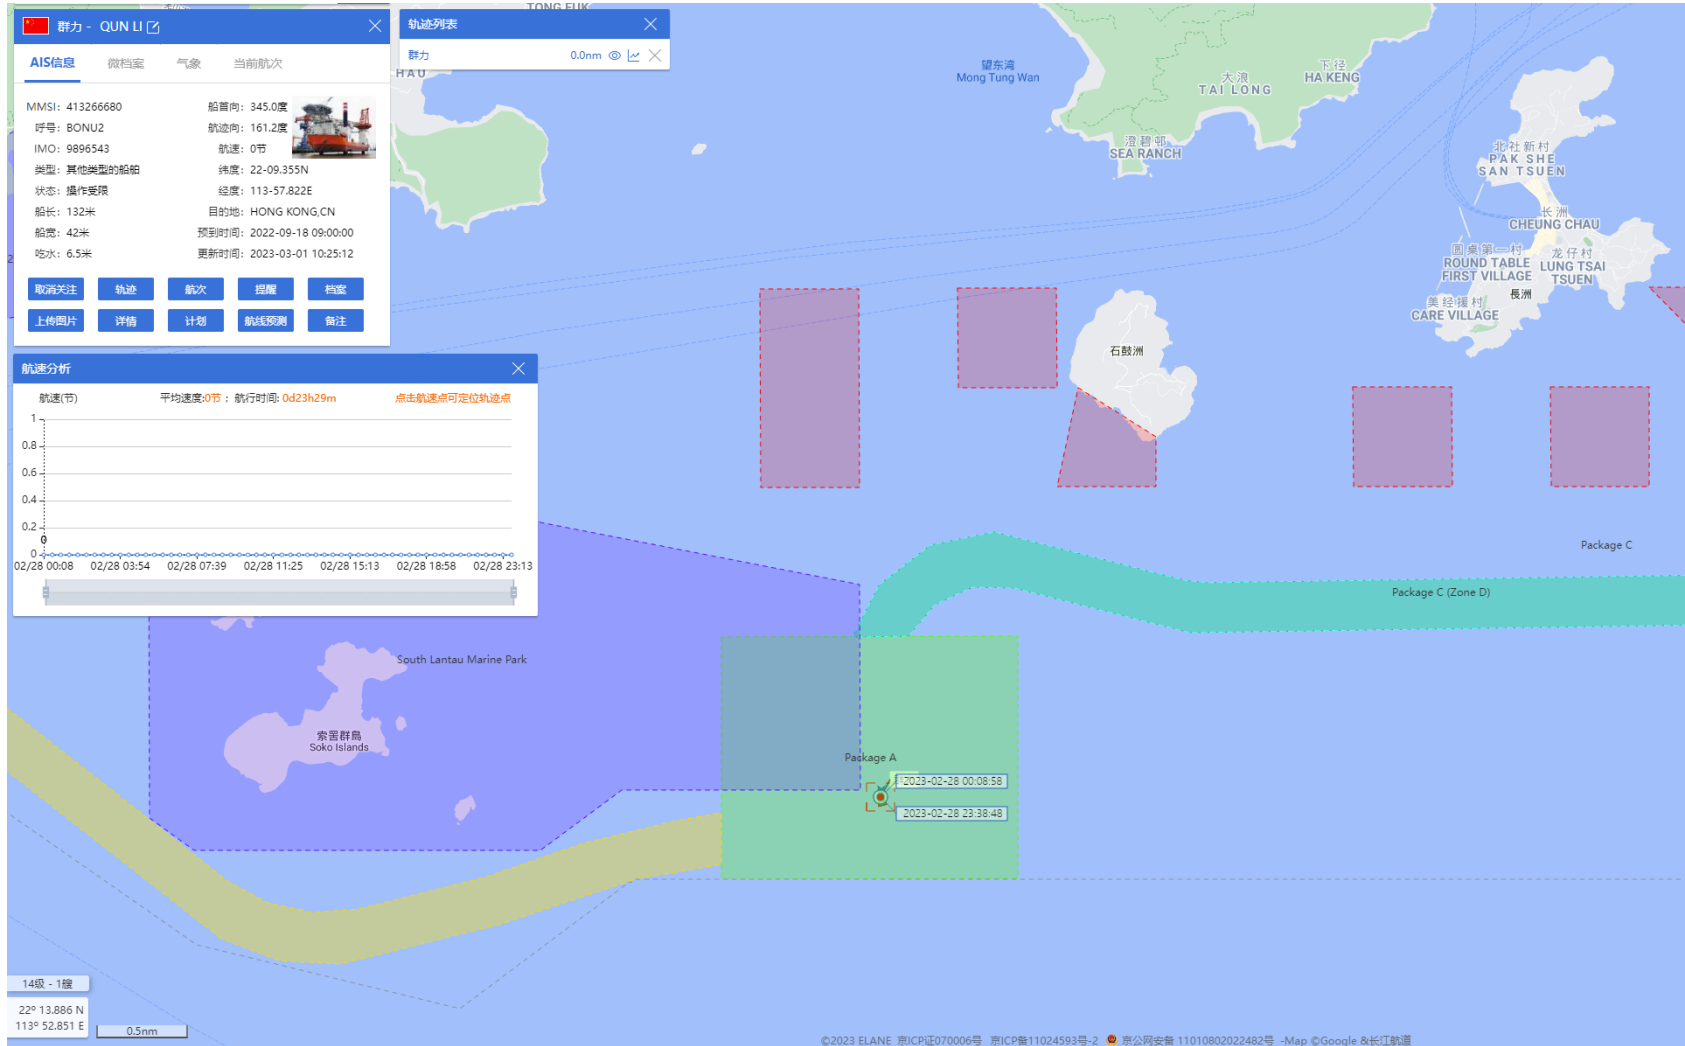 群力 - QUN LI
AIS信息 微档案 气象 当前航次
MMSI: 413266680
呼号: BONU2
IMO: 9896543
类型: 其他类型的船舶
状态: 操作受限
船长: 132米
船宽: 42米
吃水: 6.5米
船首向: 345.0度
航迹向: 161.2度
航速: 0节
纬度: 22-09.355N
经度: 113-57.822E
目的地: HONG KONG,CN
预到时间: 2022-09-18 09:00:00
更新时间: 2023-03-01 10:25:12
取消关注 轨迹 航次 提醒 档案
上传图片 详情 计划 航线预测 备注
轨迹列表
群力 0.0nm
航速分析
航速(节) 平均速度:0节 ; 航行时间: 0d23h29m 点击航速点可定位轨迹点
1
0.8
0.6
0.4
0.2
0
0
02/28 00:08 02/28 03:54 02/28 07:39 02/28 11:25 02/28 15:13 02/28 18:58 02/28 23:13
TONG FUK
HAU
望东湾
Mong Tung Wan
大浪
TAI LONG
下径
HA KENG
澄碧邨
SEA RANCH
北社新村
PAK SHE
SAN TSUEN
长洲
CHEUNG CHAU
圆桌第一村
ROUND TABLE
FIRST VILLAGE
龙仔村
LUNG TSAI
TSUEN
美经援村
CARE VILLAGE
長洲
石鼓洲
Package C
Package C (Zone D)
South Lantau Marine Park
索罟群島
Soko Islands
Package A
2023-02-28 00:08:58
2023-02-28 23:38:48
14级 - 1艘
22º 13.886 N
113º 52.851 E
0.5nm
©2023 ELANE 京ICP证070006号 京ICP备11024593号-2 京公网安备 11010802022482号 -Map ©Google &长江航道